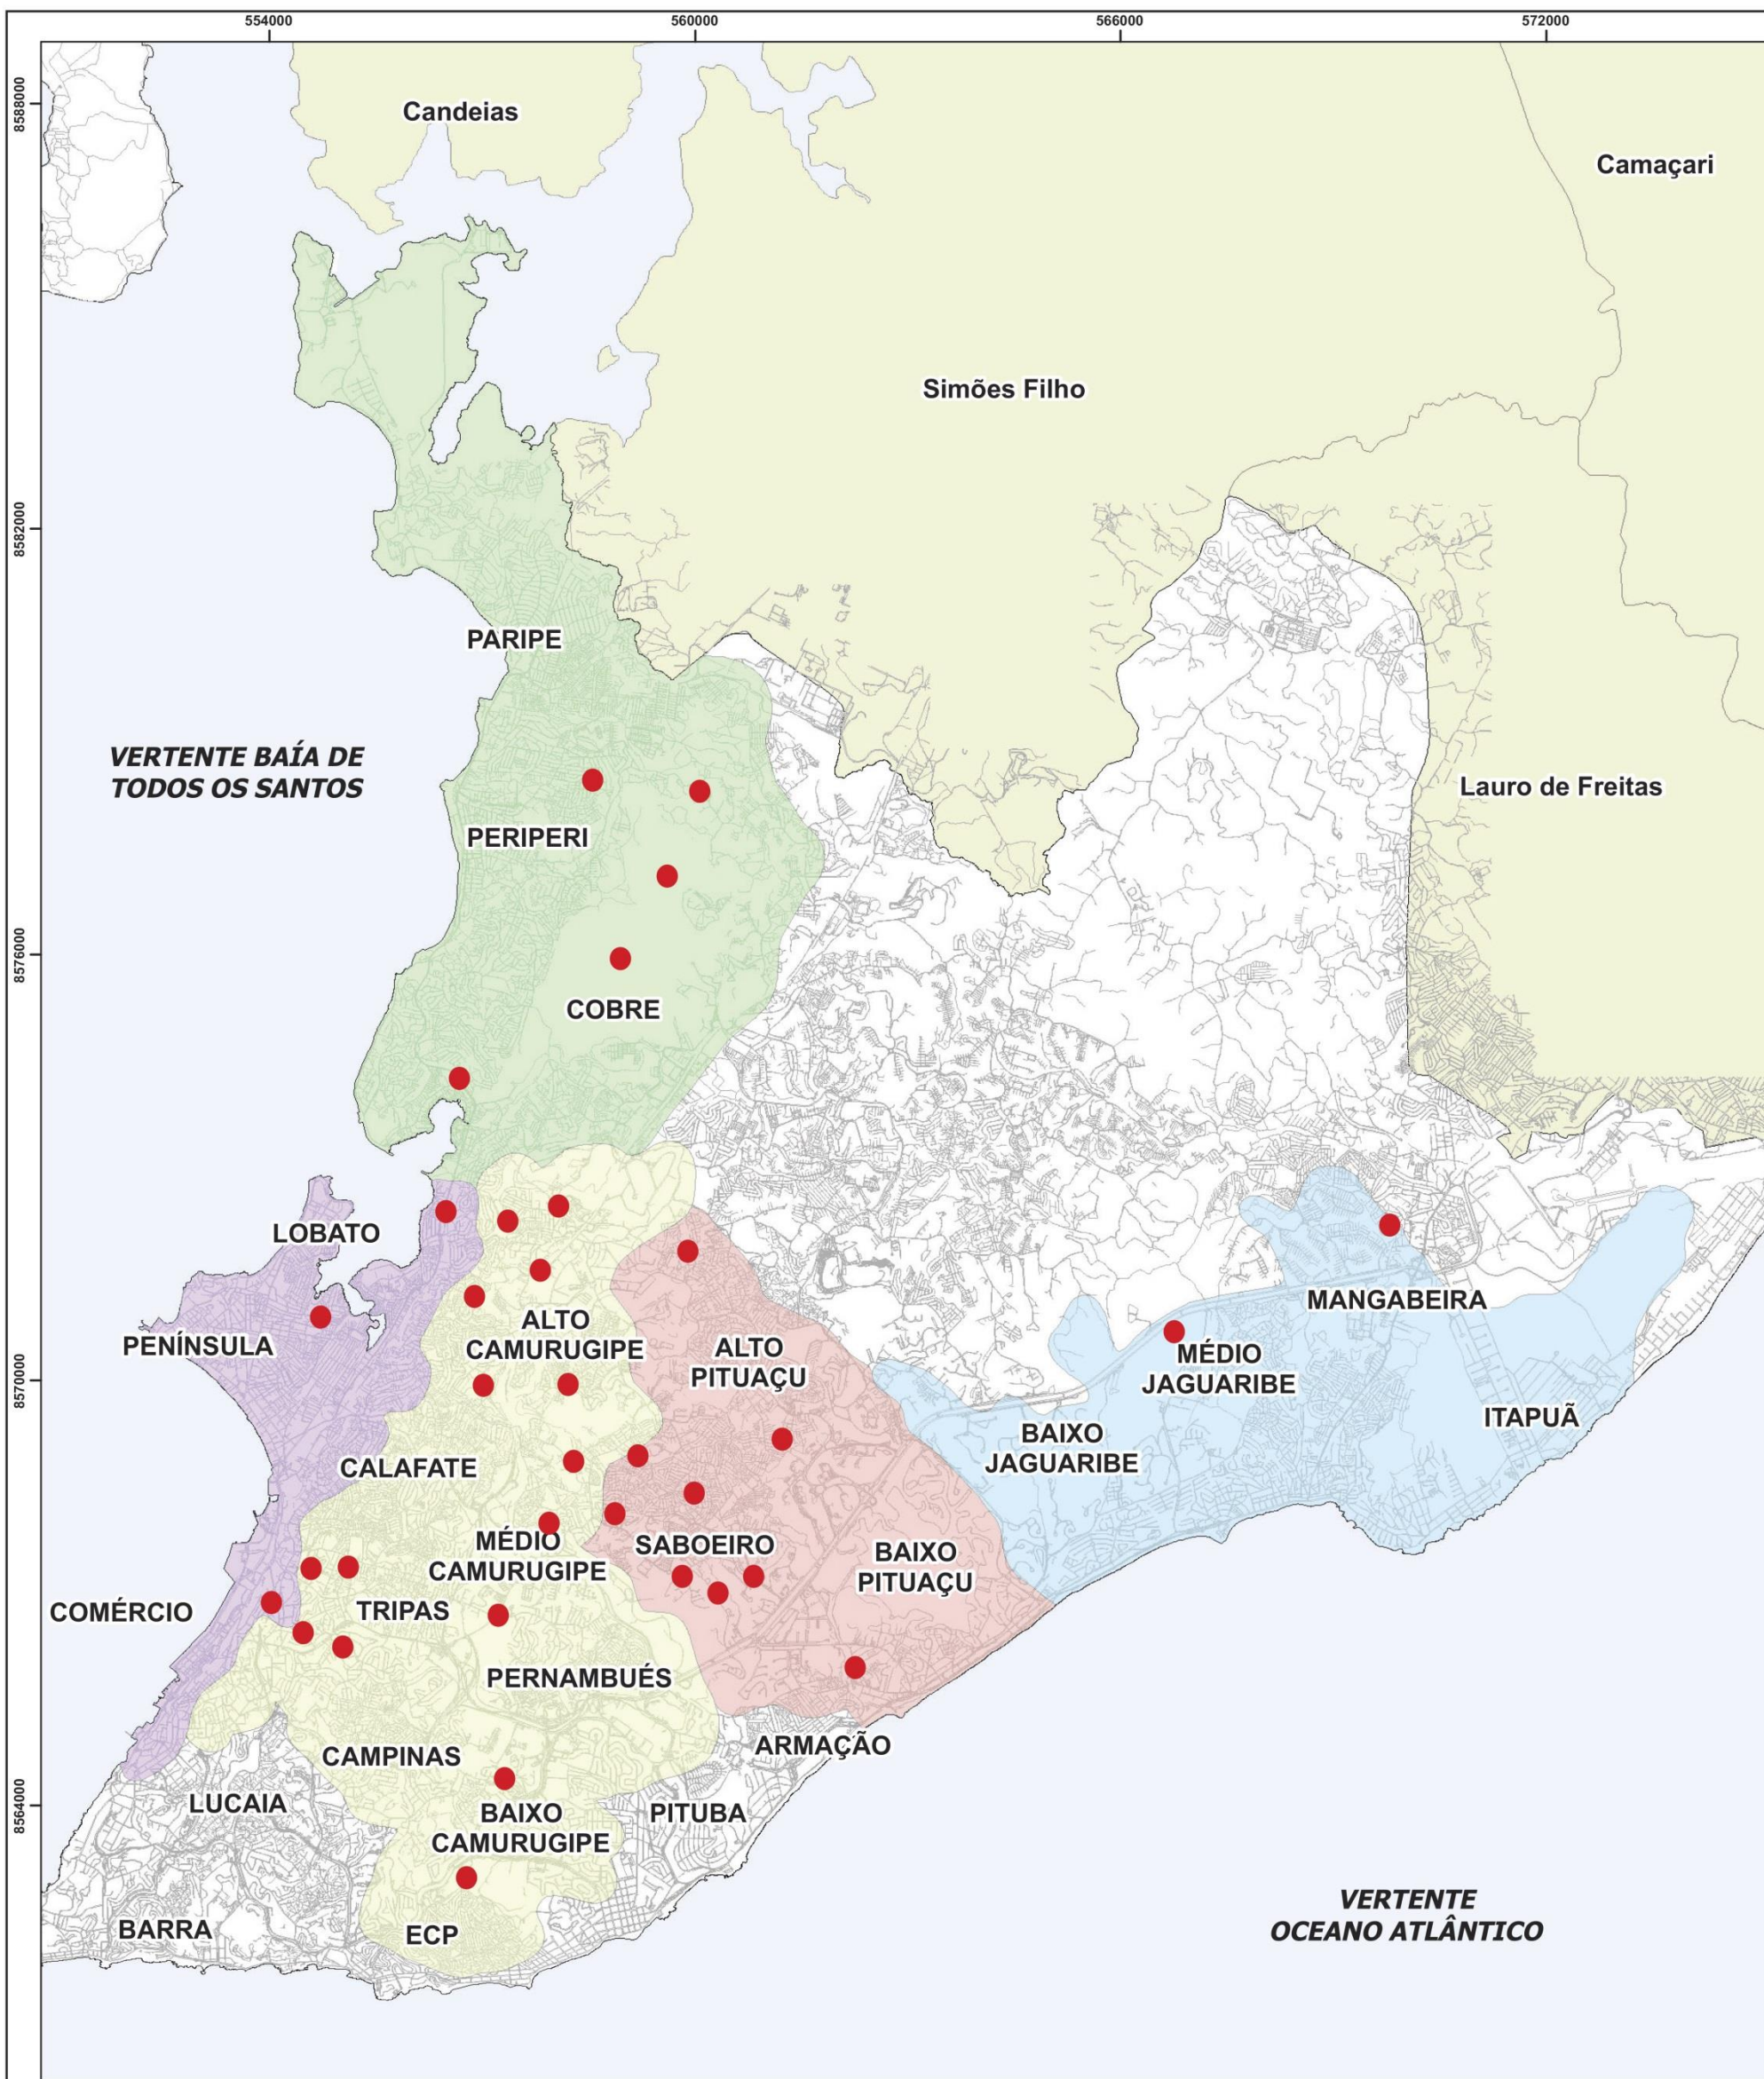 554000
560000
566000
572000
8588000
Candeias
Camaçari
Simões Filho
8582000
PARIPE
VERTENTE BAÍA DE
TODOS OS SANTOS
Lauro de Freitas
PERIPERI
8576000
COBRE
LOBATO
MANGABEIRA
PENÍNSULA
ALTO
CAMURUGIPE
ALTO
PITUAÇU
MÉDIO
JAGUARIBE
8570000
ITAPUÃ
BAIXO
JAGUARIBE
CALAFATE
MÉDIO
CAMURUGIPE
SABOEIRO
BAIXO
PITUAÇU
COMÉRCIO
TRIPAS
PERNAMBUÉS
ARMAÇÃO
CAMPINAS
8564000
LUCAIA
BAIXO
CAMURUGIPE
PITUBA
BARRA
ECP
VERTENTE
OCEANO ATLÂNTICO